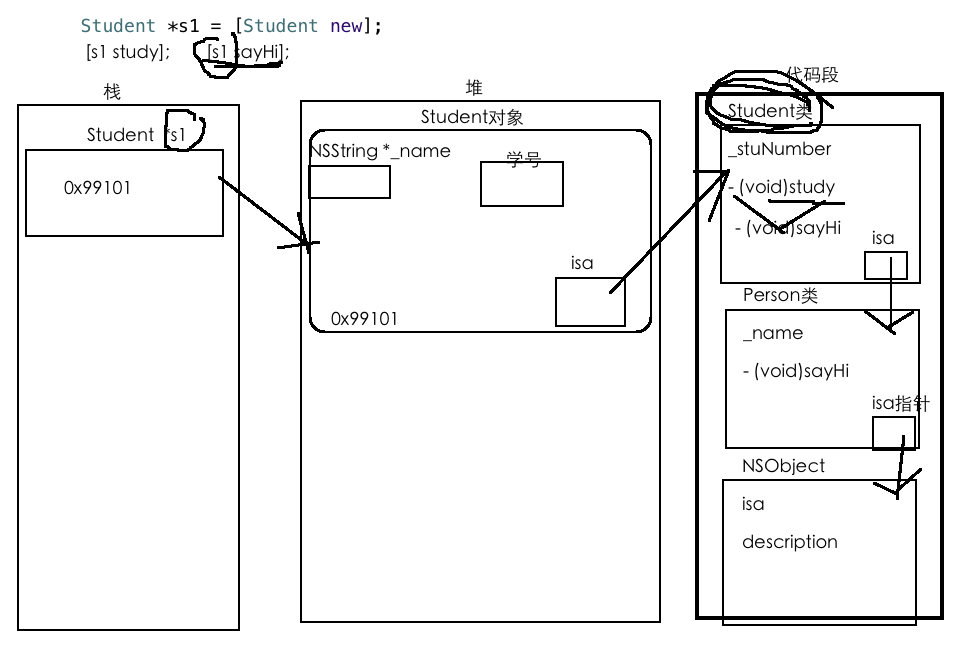 Student *s1 = [Student new];
[s1 study]; [s1 sayHi];
栈
堆
代码段
Student *s1
0x99101
Student对象
NSString *_name
学号
isa
0x99101
Student类
_stuNumber
- (void)study
- (void)sayHi
isa
Person类
_name
- (void)sayHi
isa指针
NSObject
isa
description